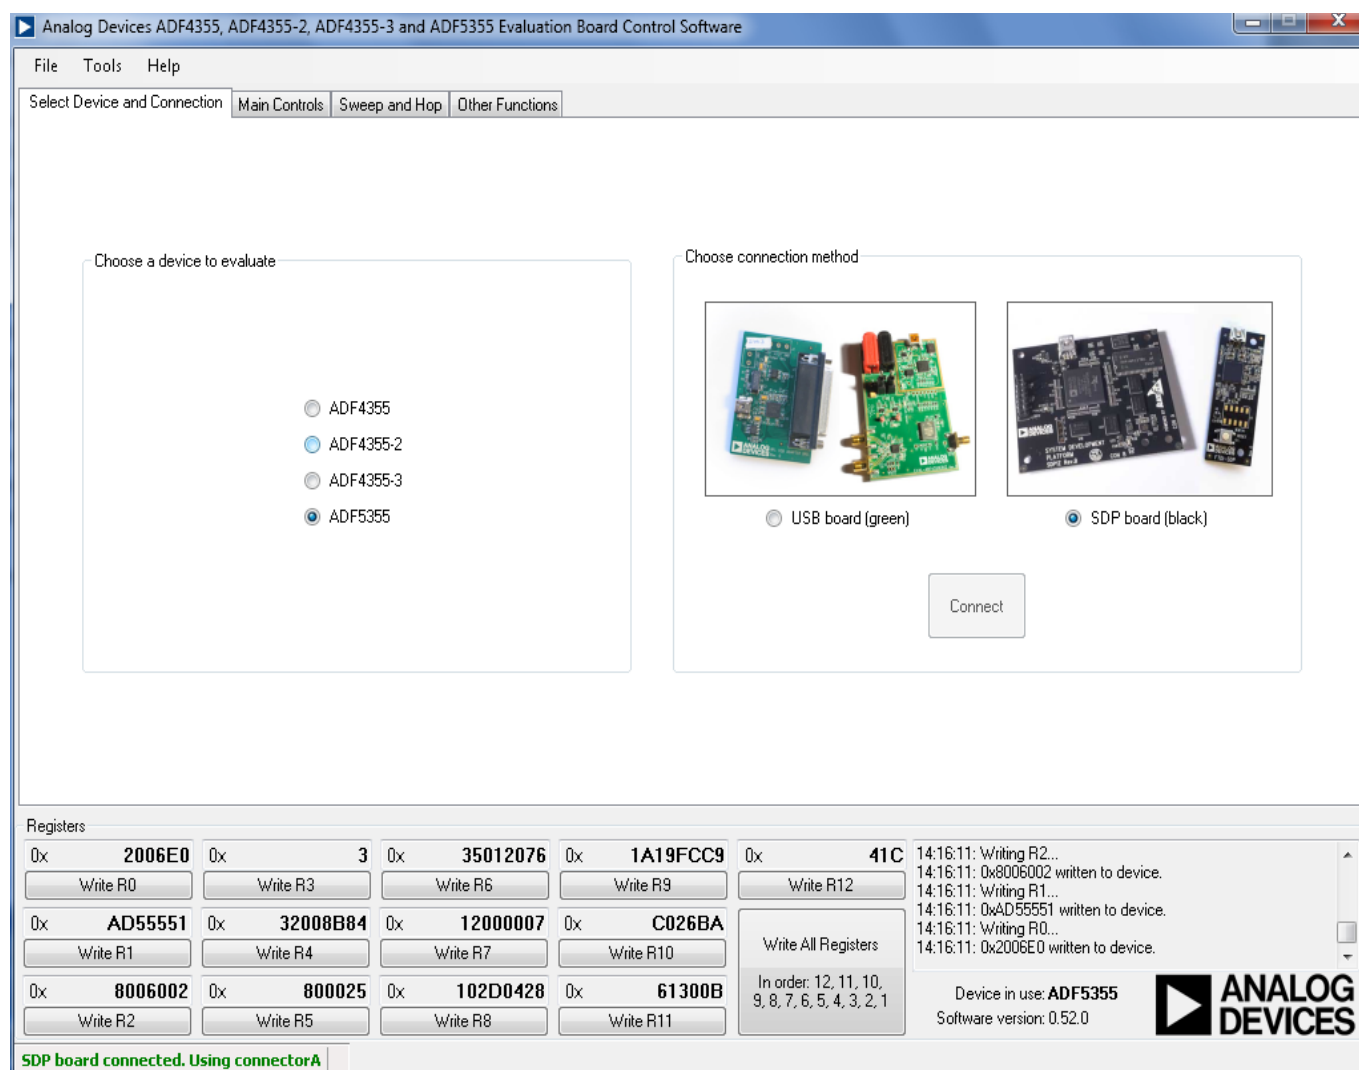 Analog Devices ADF4355, ADF4355-2, ADF4355-3 and ADF5355 Evaluation Board Control Software
File Tools Help
Select Device and Connection Main Controls Sweep and Hop Other Functions
Choose a device to evaluate
ADF4355
ADF4355-2
ADF4355-3
ADF5355
Choose connection method
ANALOG DEVICES
SYSTEM DEVELOPMENT
PLATFORM
USB board (green)
SDP board (black)
Connect
Registers
0x 2006E0 0x 3 0x 35012076 0x 1A19FCC9 0x 41C
Write R0 Write R3 Write R6 Write R9 Write R12
0x AD55551 0x 32008B84 0x 12000007 0x C026BA
Write R1 Write R4 Write R7 Write R10
0x 8006002 0x 800025 0x 102D0428 0x 61300B
Write R2 Write R5 Write R8 Write R11
Write All Registers
In order: 12, 11, 10,
9, 8, 7, 6, 5, 4, 3, 2, 1
14:16:11: Writing R2...
14:16:11: 0x8006002 written to device.
14:16:11: Writing R1...
14:16:11: 0xAD55551 written to device.
14:16:11: Writing R0...
14:16:11: 0x2006E0 written to device.
Device in use: ADF5355
Software version: 0.52.0
ANALOG
DEVICES
SDP board connected. Using connectorA